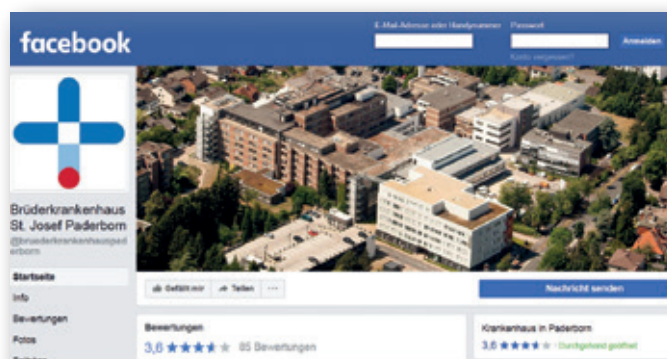 facebook
E-Mail-Adresse oder Handynummer
Passwort
Anmelden
Konto vergessen?
Brüderkrankenhaus
St. Josef Paderborn
@bruederkrankenhauspad
erborn
Startseite
Info
Bewertungen
Fotos
Gefällt mir
Teilen
Nachricht senden
Bewertungen
3,6 85 Bewertungen
Krankenhaus in Paderborn
3,6 Durchgehend geöffnet